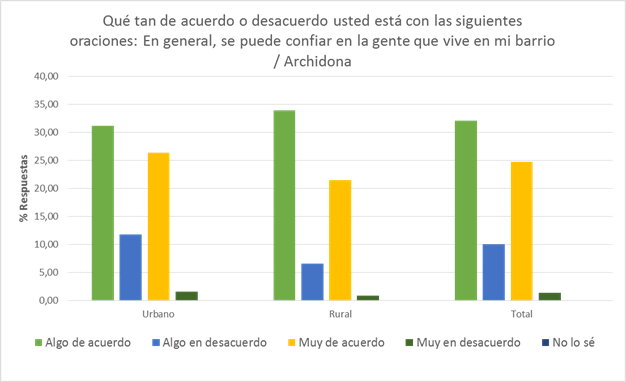 Qué tan de acuerdo o desacuerdo usted está con las siguientes
oraciones: En general, se puede confiar en la gente que vive en mi barrio
/ Archidona
40,00
35,00
30,00
25,00
20,00
15,00
10,00
5,00
0,00
% Respuestas
Urbano Rural Total
Algo de acuerdo Algo en desacuerdo Muy de acuerdo Muy en desacuerdo No lo sé